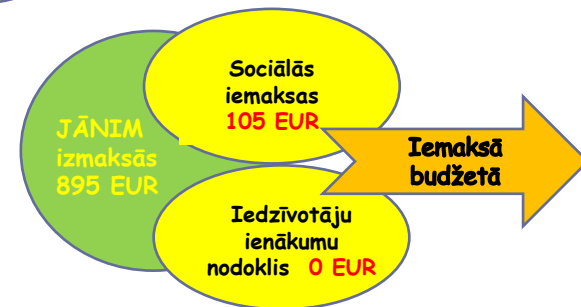 JĀNIM
izmaksās
895 EUR
Sociālās
iemaksas
105 EUR
Iedzīvotāju
ienākumu
nodoklis 0 EUR
Iemaksā
budžetā